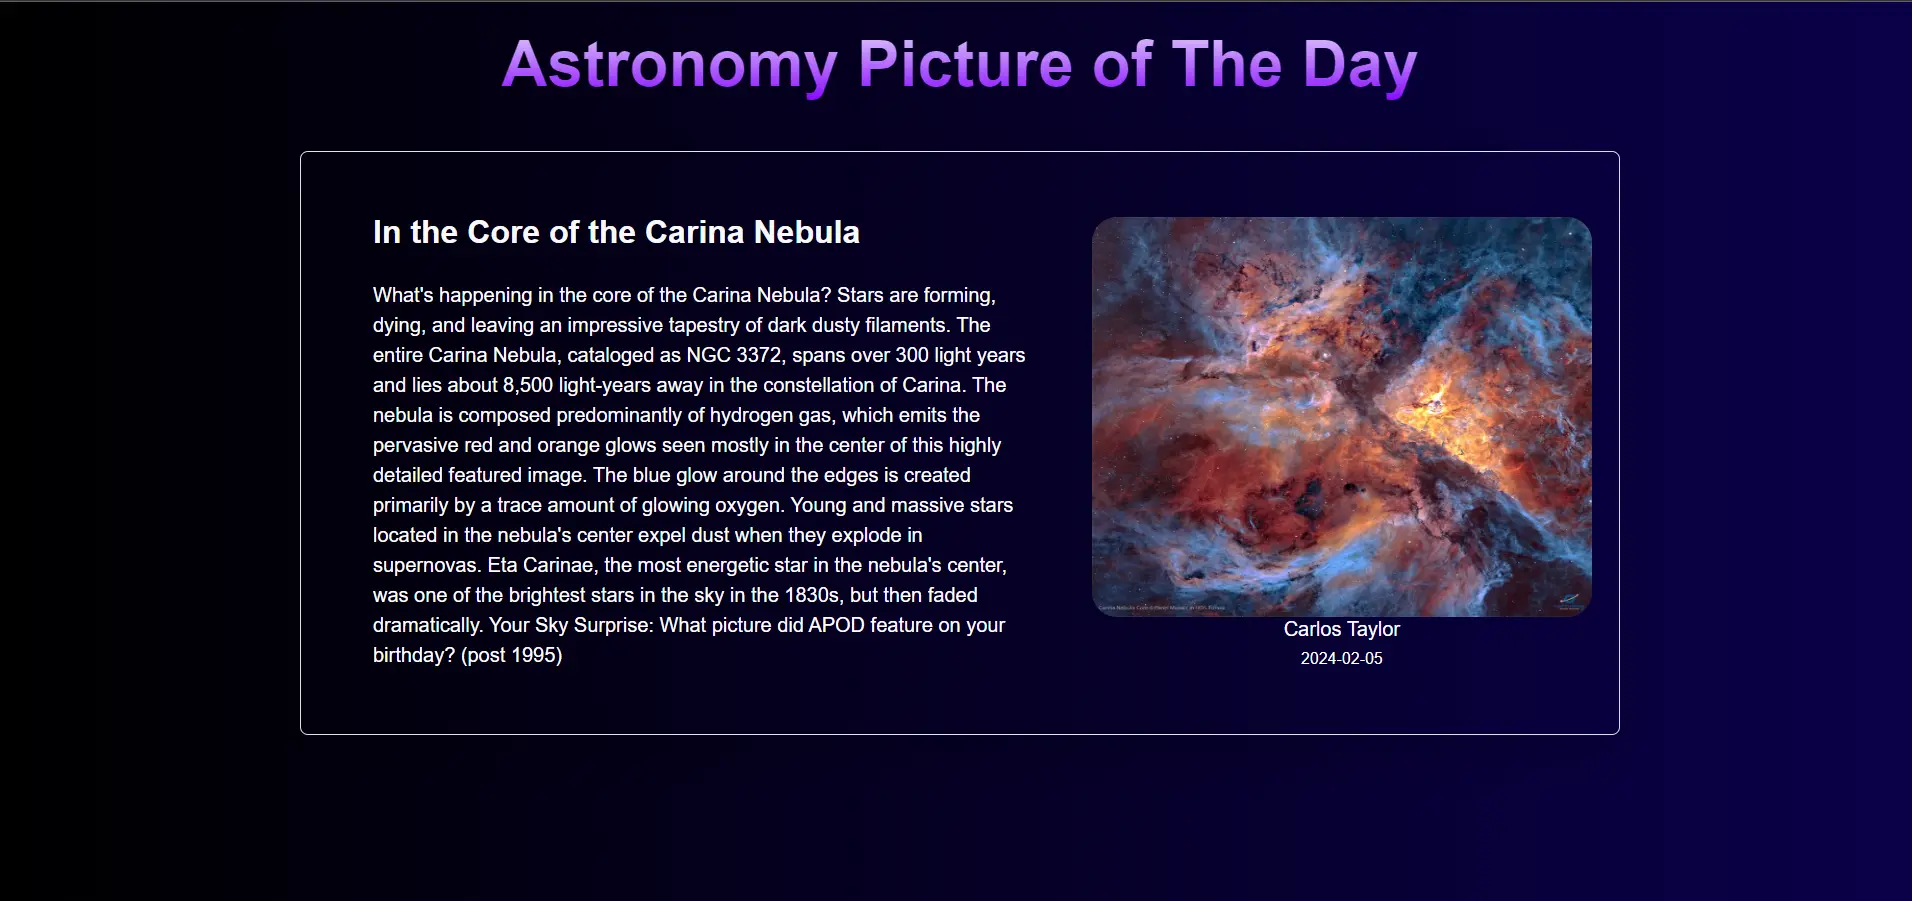 Astronomy Picture of The Day
In the Core of the Carina Nebula
What's happening in the core of the Carina Nebula? Stars are forming,
dying, and leaving an impressive tapestry of dark dusty filaments. The
entire Carina Nebula, cataloged as NGC 3372, spans over 300 light years
and lies about 8,500 light-years away in the constellation of Carina. The
nebula is composed predominantly of hydrogen gas, which emits the
pervasive red and orange glows seen mostly in the center of this highly
detailed featured image. The blue glow around the edges is created
primarily by a trace amount of glowing oxygen. Young and massive stars
located in the nebula's center expel dust when they explode in
supernovas. Eta Carinae, the most energetic star in the nebula's center,
was one of the brightest stars in the sky in the 1830s, but then faded
dramatically. Your Sky Surprise: What picture did APOD feature on your
birthday? (post 1995)
Carina Nebula Core
Carlos Taylor
2024-02-05